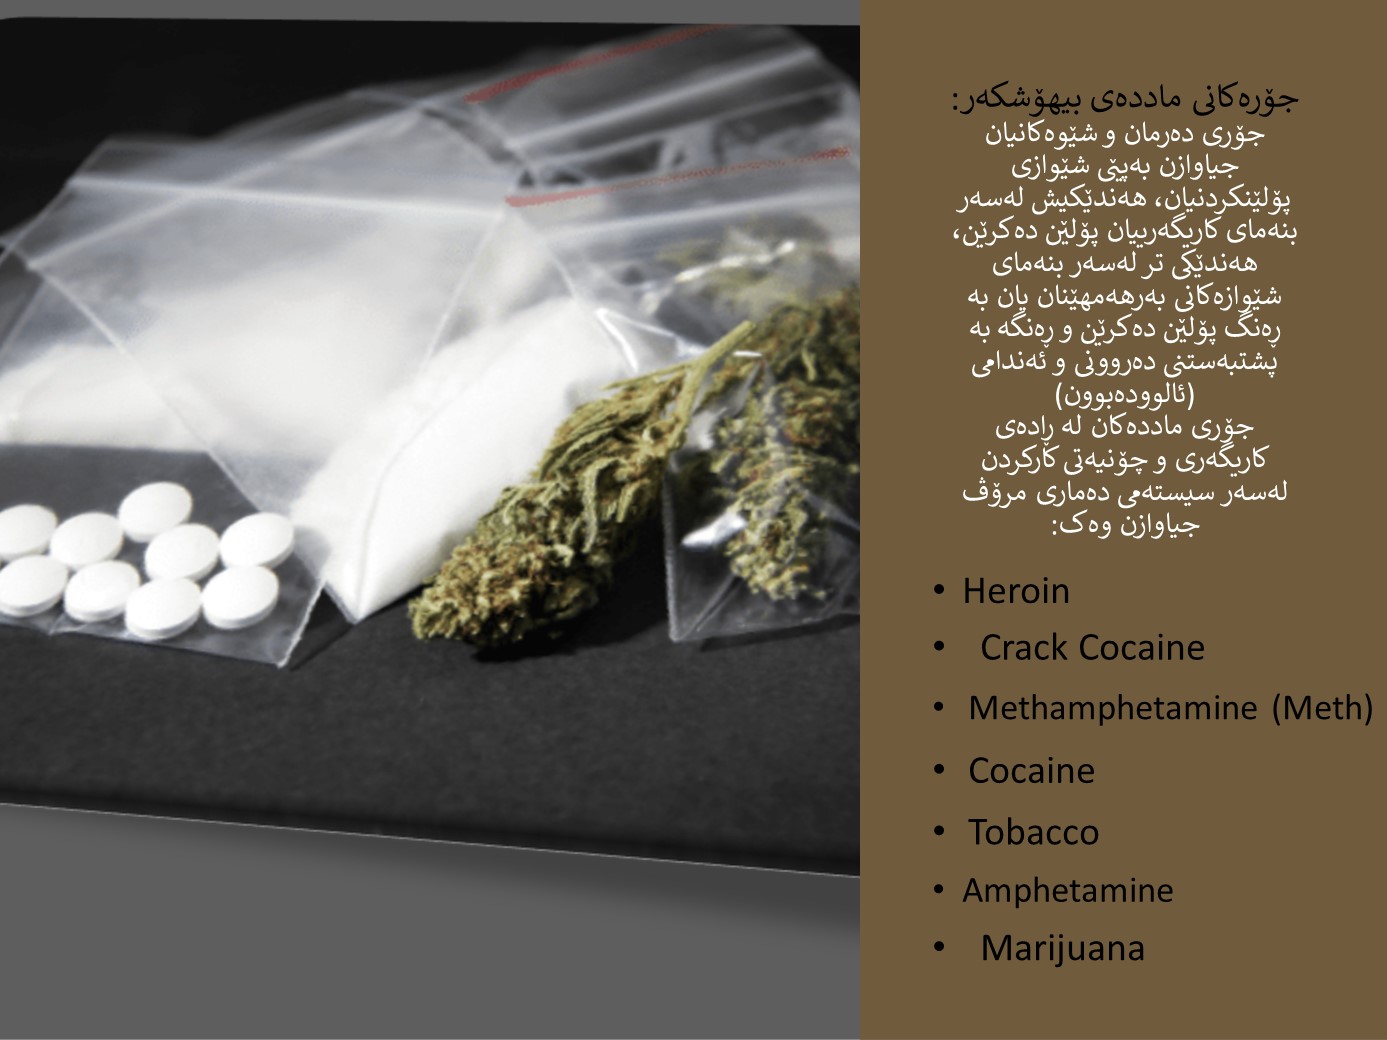 جۆرەکانی ماددەی بیهۆشکەر:
جۆری دەرمان و شێوەکانیان
جیاوازن بەپێی شێوازی
پۆلێنکردنیان، هەندێکیش لەسەر
بنەمای کاریگەرییان پۆلێن دەکرێن،
هەندێکی تر لەسەر بنەمای
شێوازەکانی بەرهەمهێنان یان بە
ڕەنگ پۆلێن دەکرێن و ڕەنگە بە
پشتبەستنی دەروونی و ئەندامی
(ئالوودەبوون)
جۆری ماددەکان لە ڕادەی
کاریگەری و چۆنیەتی کارکردن
لەسەر سیستەمی دەماری مرۆڤ
جیاوازن وەک:
• Heroin
• Crack Cocaine
• Methamphetamine (Meth)
• Cocaine
• Tobacco
• Amphetamine
• Marijuana